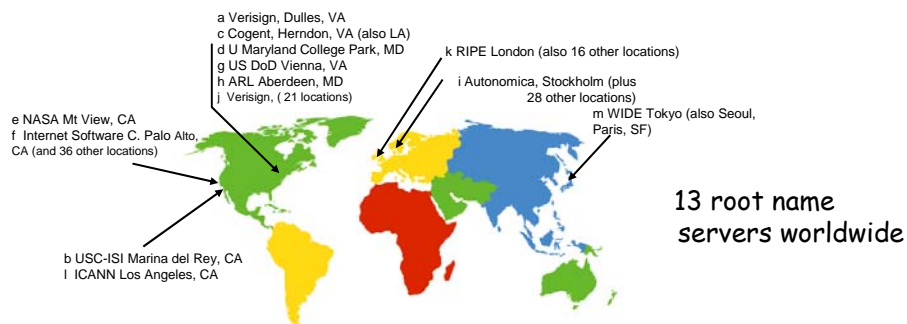 a Verisign, Dulles, VA
c Cogent, Herndon, VA (also LA)
d U Maryland College Park, MD
g US DoD Vienna, VA
h ARL Aberdeen, MD
j Verisign, ( 21 locations)
k RIPE London (also 16 other locations)
i Autonomica, Stockholm (plus
28 other locations)
m WIDE Tokyo (also Seoul,
Paris, SF)
e NASA Mt View, CA
f Internet Software C. Palo Alto,
CA (and 36 other locations)
13 root name
servers worldwide
b USC-ISI Marina del Rey, CA
l ICANN Los Angeles, CA